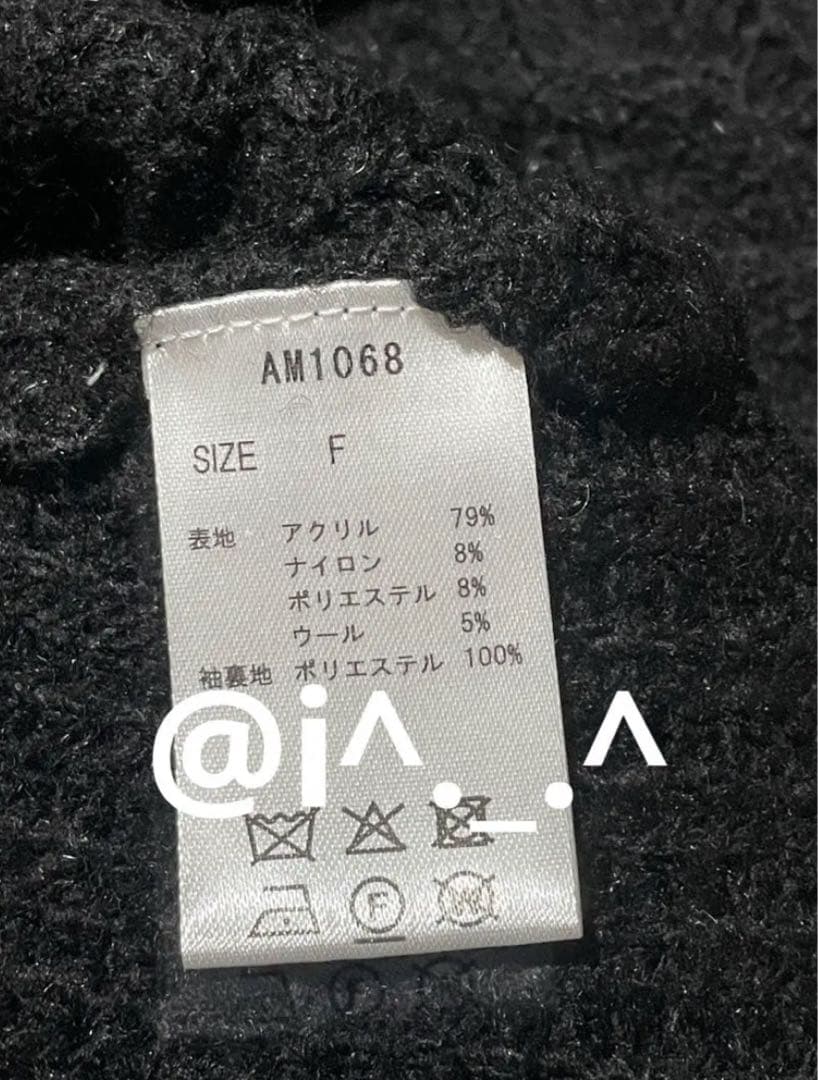 AM1068
SIZE F
表地 アクリル 79%
ナイロン 8%
ポリエステル 8%
ウール 5%
袖裏地 ポリエステル 100%
@j^._.^
F
W